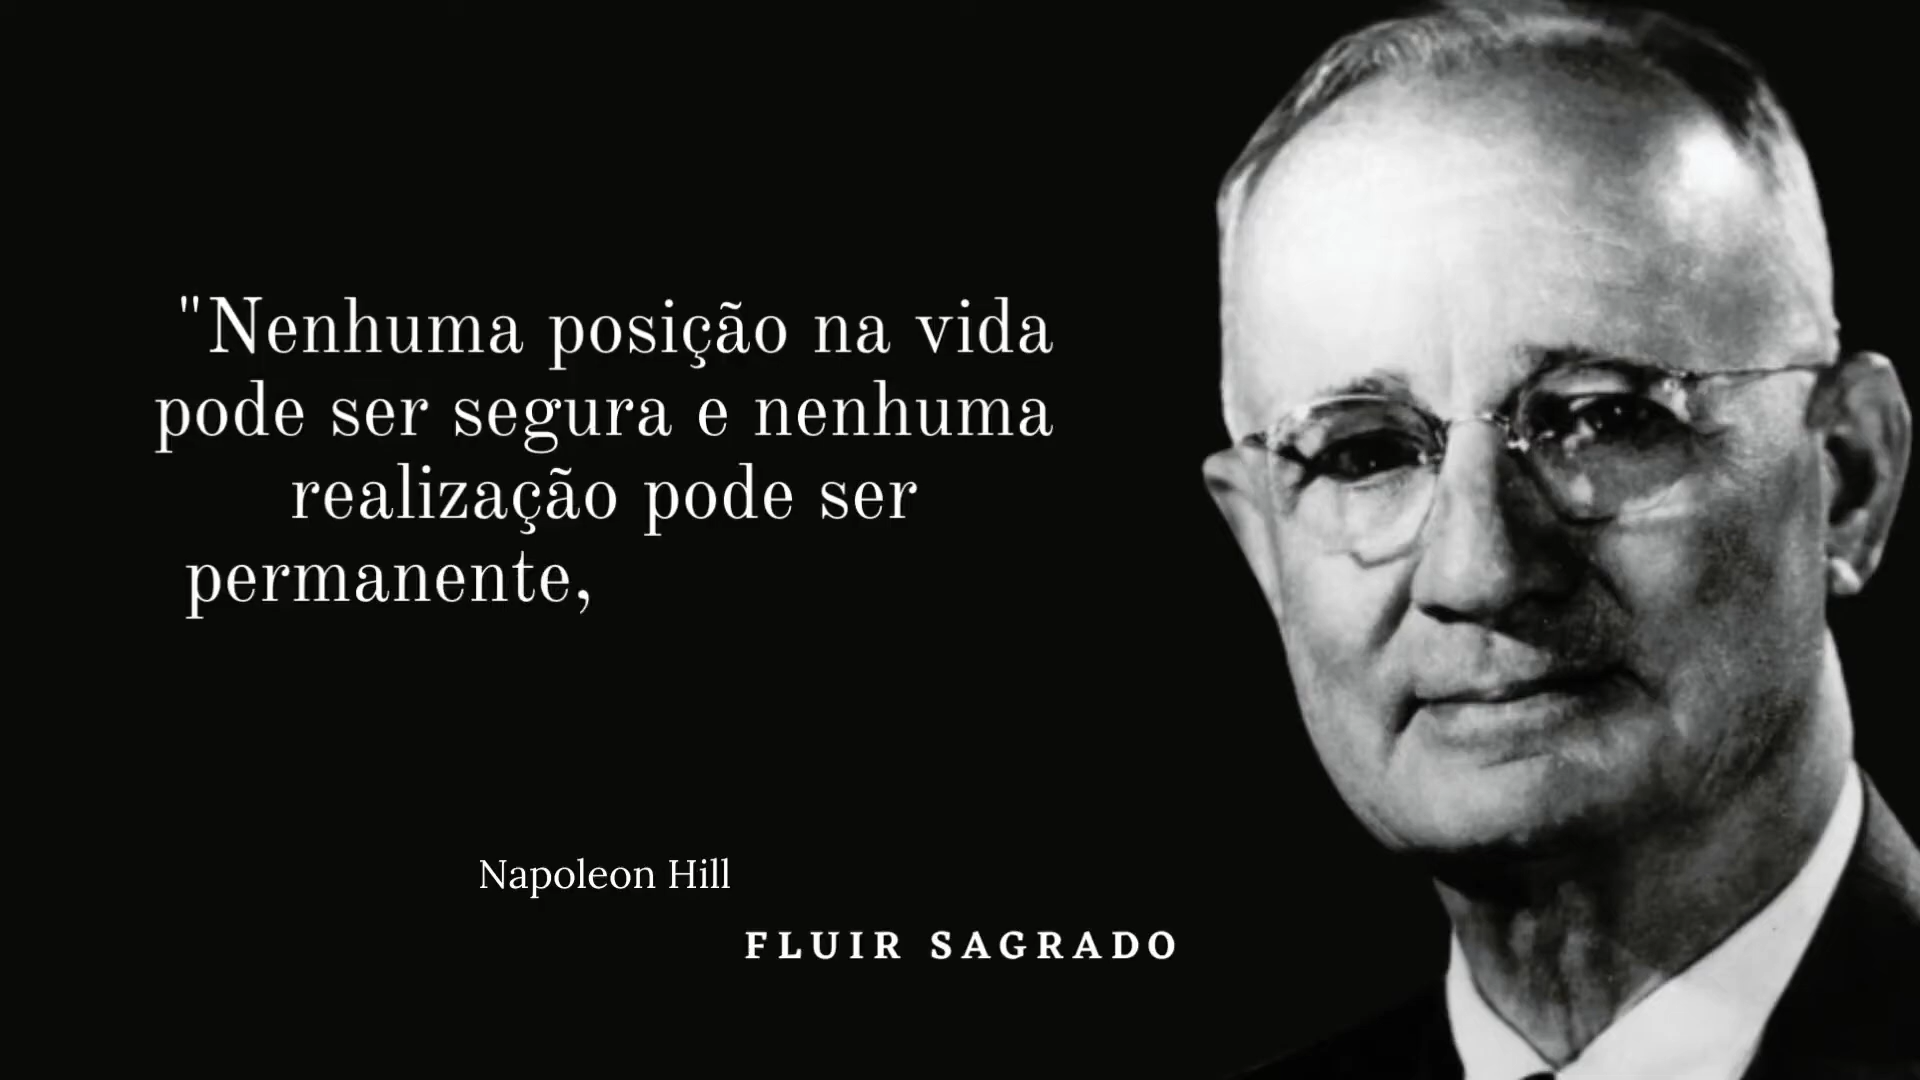 "Nenhuma posição na vida
pode ser segura e nenhuma
realização pode ser
permanente,
Napoleon Hill
FLUIR SAGRADO